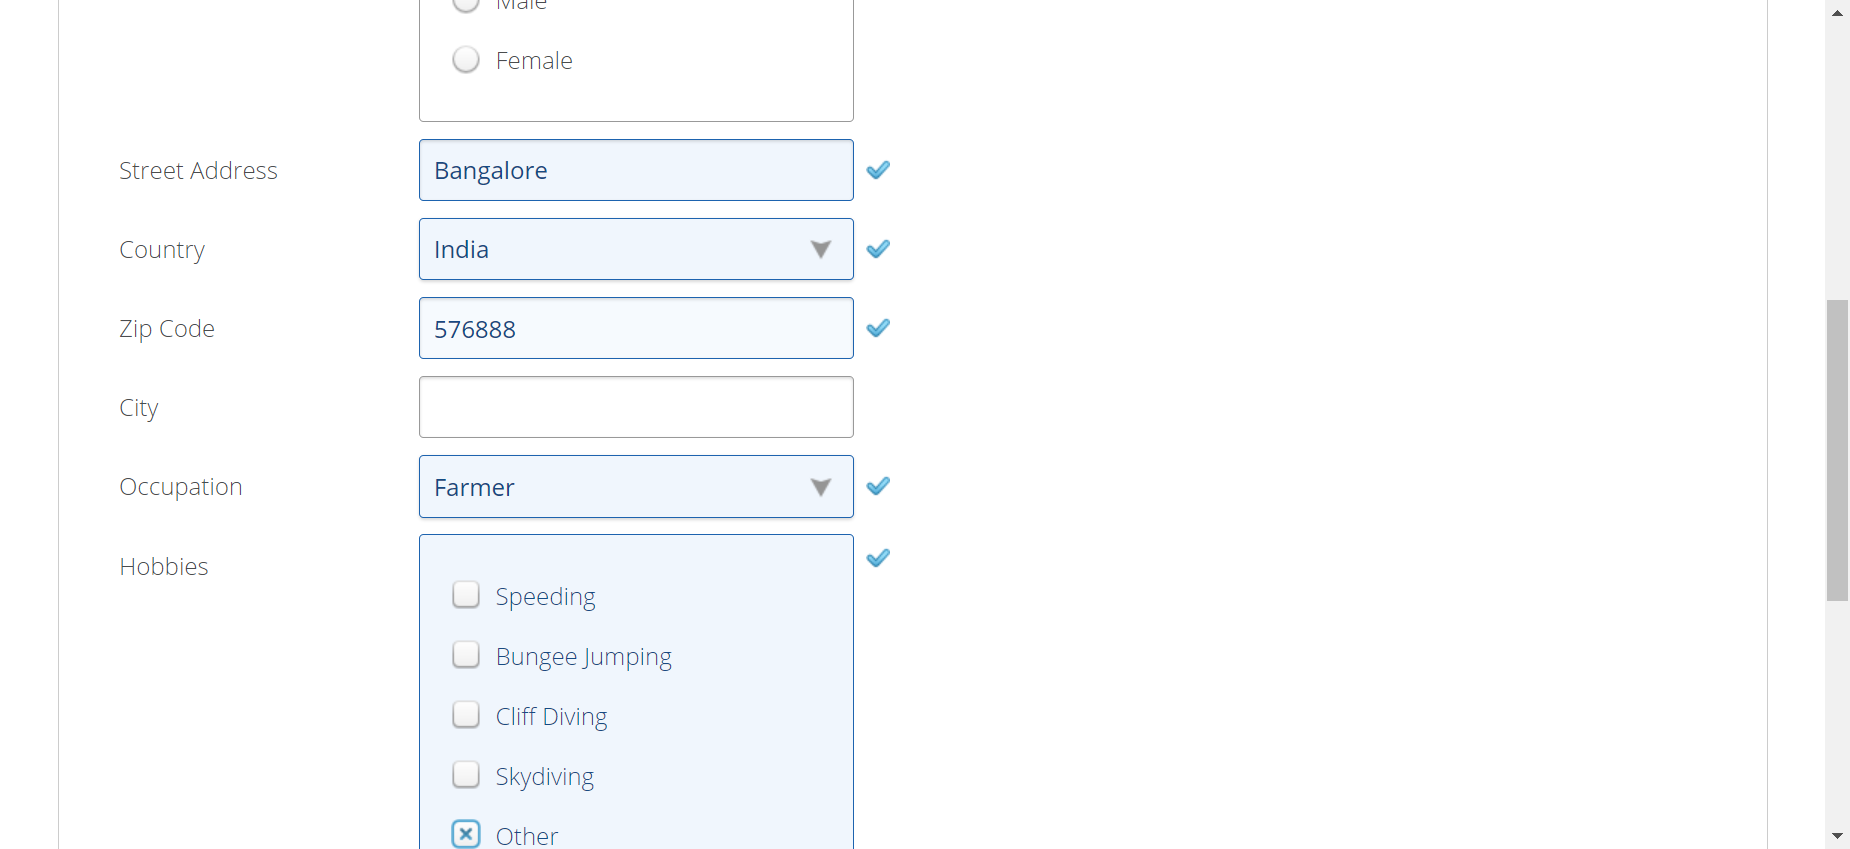 Male
Female
Street Address
Bangalore
Country
India
Zip Code
576888
City
Occupation
Farmer
Hobbies
Speeding
Bungee Jumping
Cliff Diving
Skydiving
Other